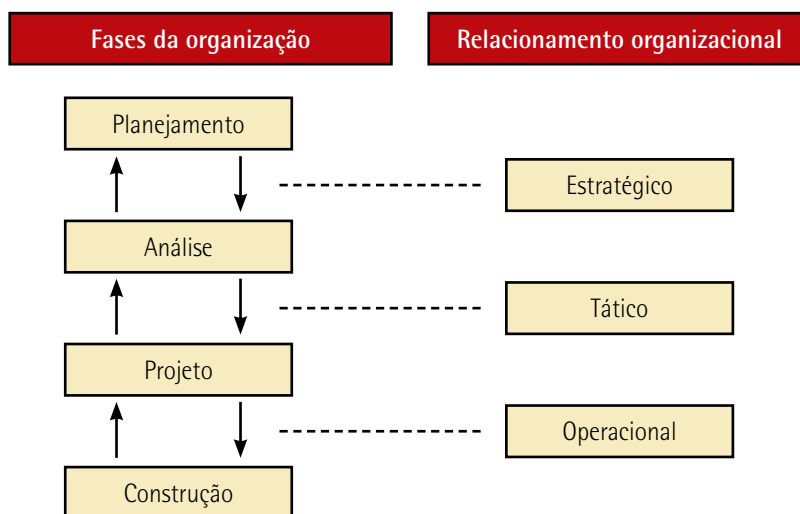 Fases da organização
Relacionamento organizacional
Planejamento
Estratégico
Análise
Tático
Projeto
Operacional
Construção